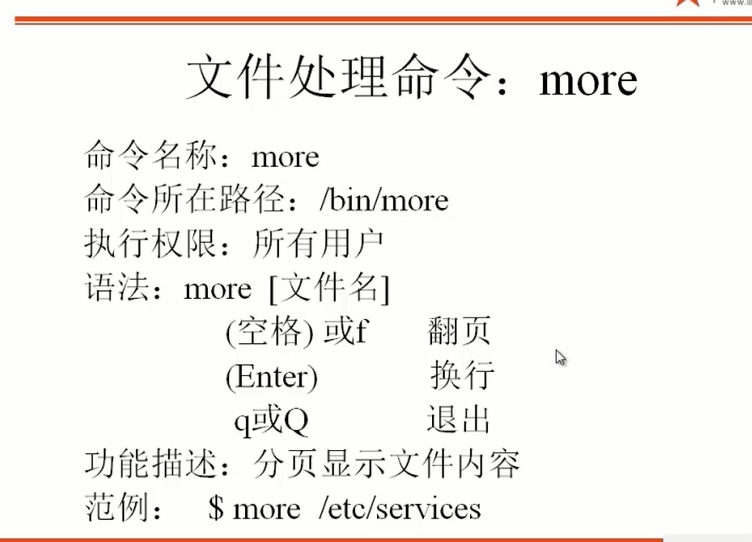 文件处理命令：more
命令名称：more
命令所在路径：/bin/more
执行权限：所有用户
语法：more [文件名]
(空格) 或f 翻页
(Enter) 换行
q或Q 退出
功能描述：分页显示文件内容
范例： $ more /etc/services